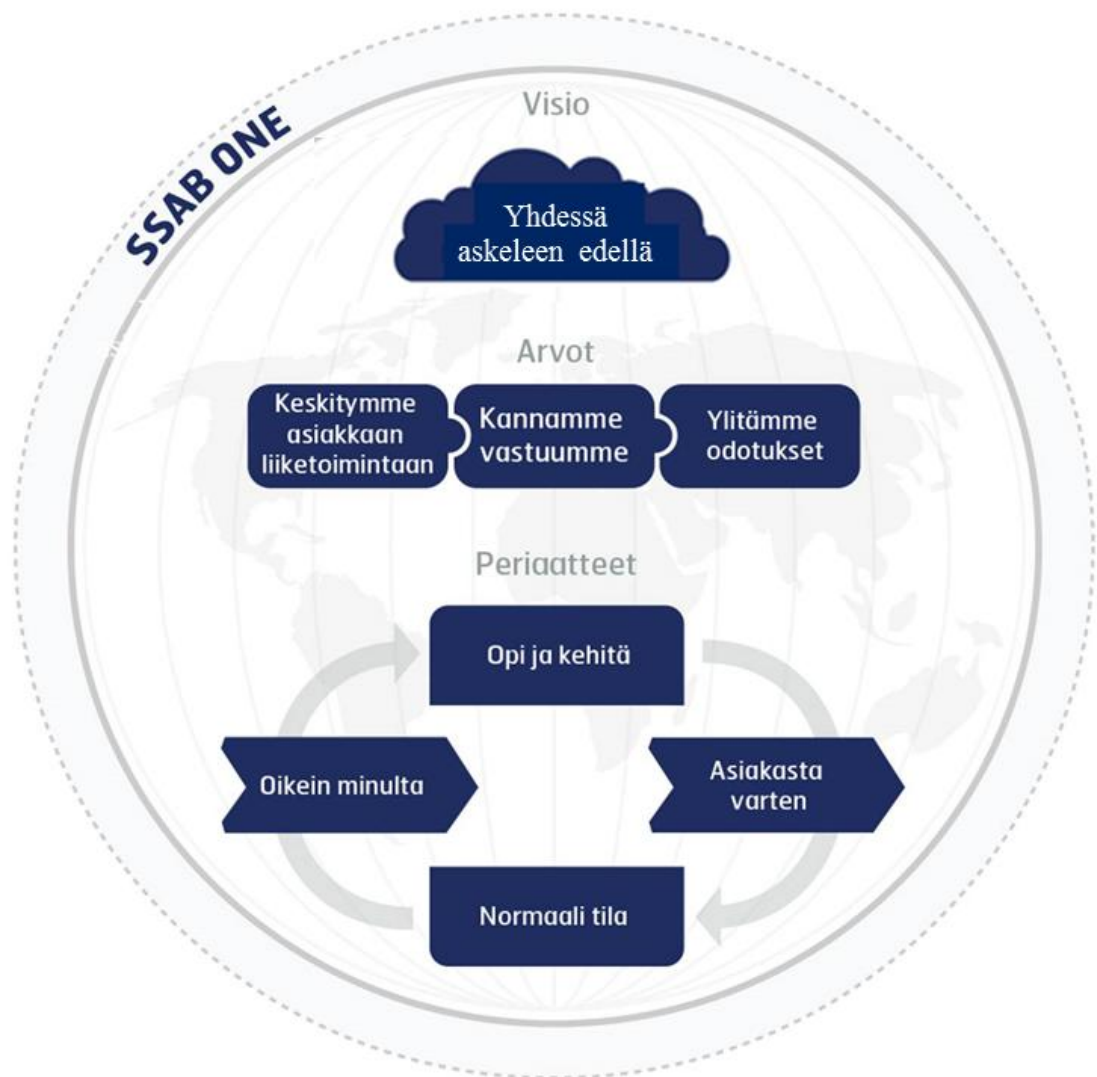 SSAB ONE
Visio
Yhdessä
askeleen edellä
Arvot
Keskitymme
asiakkaan
liiketoimintaan
Kannamme
vastuumme
Ylitämme
odotukset
Periaatteet
Opi ja kehitä
Oikein minulta
Asiakasta
varten
Normaali tila